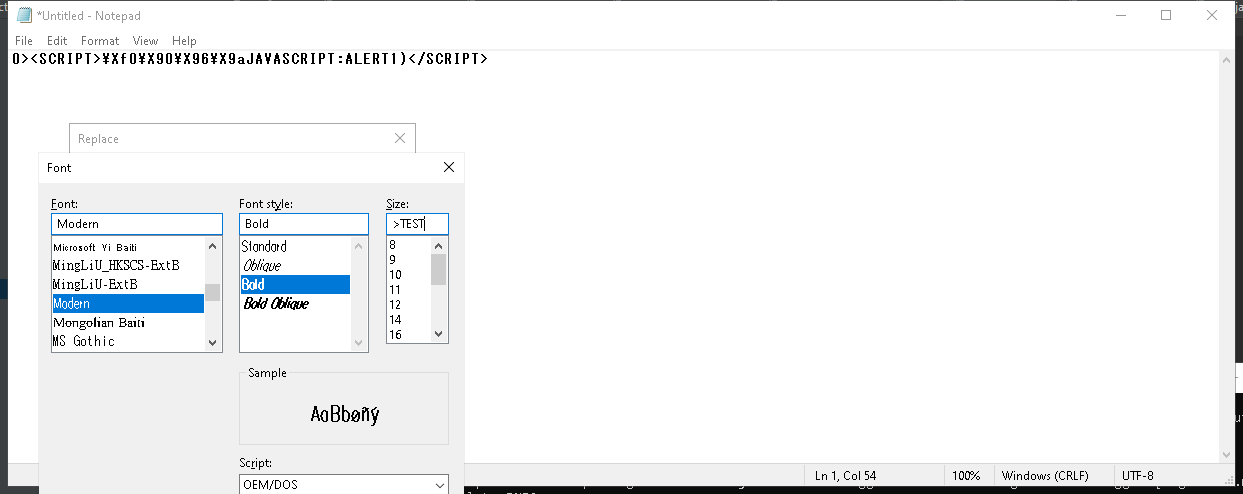 *Untitled - Notepad
File Edit Format View Help
0><SCRIPT>¥Xf0¥X90¥X96¥X9aJAVASCRIPT:ALERT1)</SCRIPT>
Replace
Font
Font: Font style: Size:
Modern Bold >TEST
Microsoft Yi Baiti
MingLiU_HKSCS-ExtB
MingLiU-ExtB
Modern
Mongolian Baiti
MS Gothic
Standard
Oblique
Bold
Bold Oblique
8
9
10
11
12
14
16
Sample
AaBbøñý
Script:
OEM/DOS
Ln 1, Col 54 100% Windows (CRLF) UTF-8